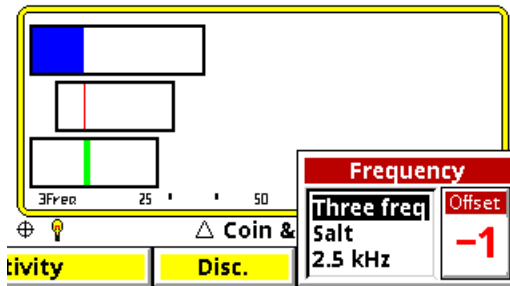 3Freq 25 50
Frequency
Three freq
Salt
2.5 kHz
Offset
-1
Coin &
tivity
Disc.